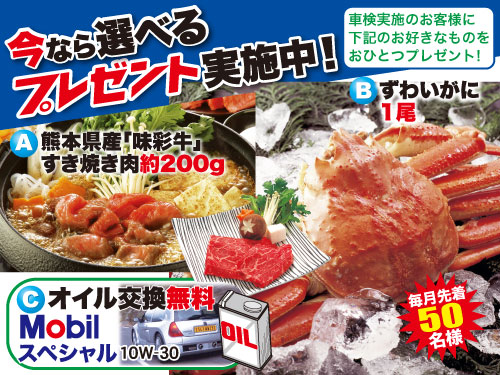 今なら選べる
プレゼント実施中！
車検実施のお客様に
下記のお好きなものを
おひとつプレゼント！
A 熊本県産「味彩牛」
すき焼き肉約200g
B ずわいがに
1尾
C オイル交換無料
Mobil
スペシャル 10W-30
OIL
毎月先着
50名様